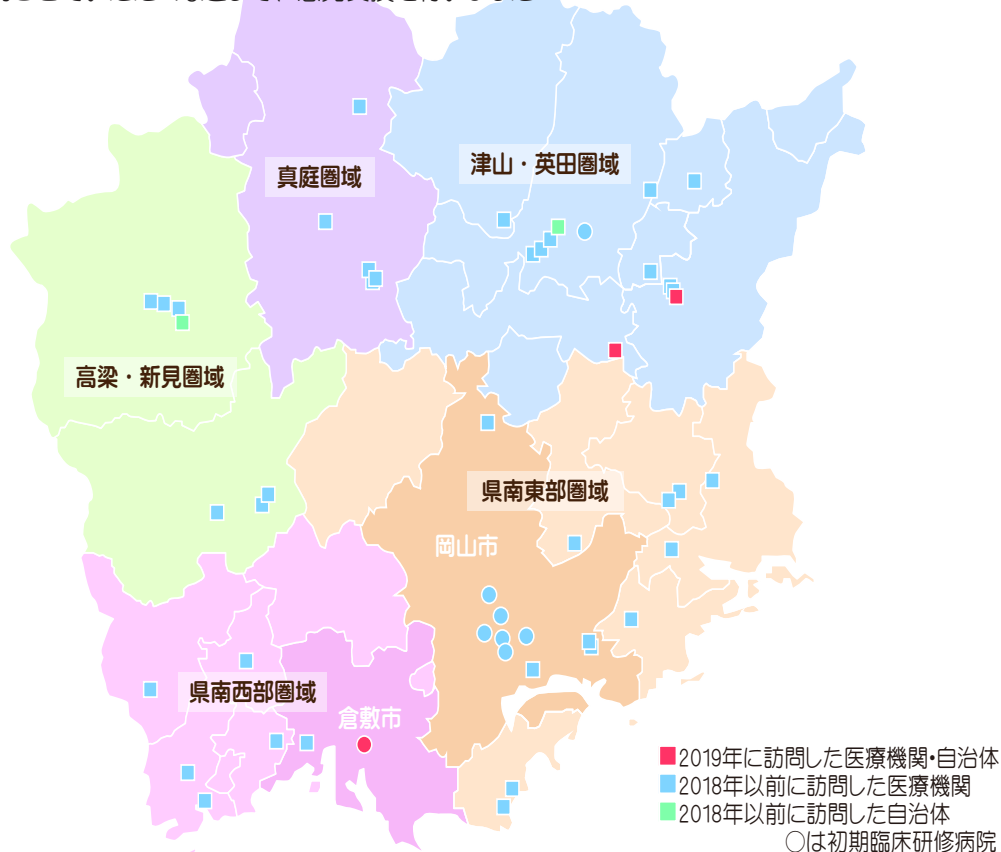 真庭圏域
津山・英田圏域
高梁・新見圏域
県南東部圏域
岡山市
県南西部圏域
倉敷市
2019年に訪問した医療機関・自治体
2018年以前に訪問した医療機関
2018年以前に訪問した自治体
○は初期臨床研修病院